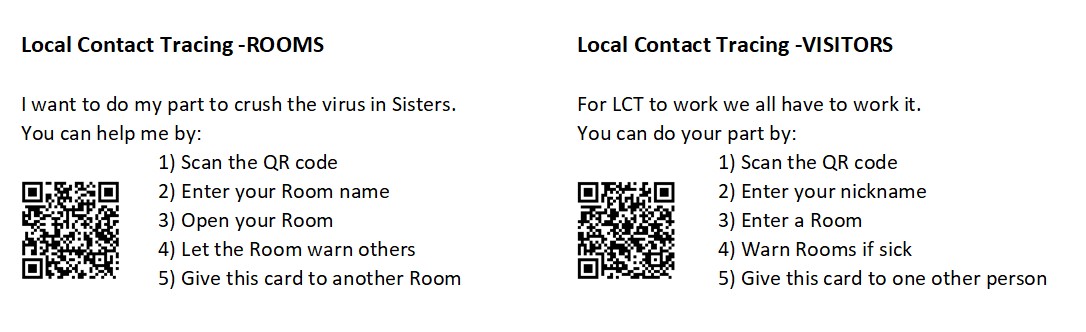 Local Contact Tracing -ROOMS
I want to do my part to crush the virus in Sisters.
You can help me by:
1) Scan the QR code
2) Enter your Room name
3) Open your Room
4) Let the Room warn others
5) Give this card to another Room
Local Contact Tracing -VISITORS
For LCT to work we all have to work it.
You can do your part by:
1) Scan the QR code
2) Enter your nickname
3) Enter a Room
4) Warn Rooms if sick
5) Give this card to one other person